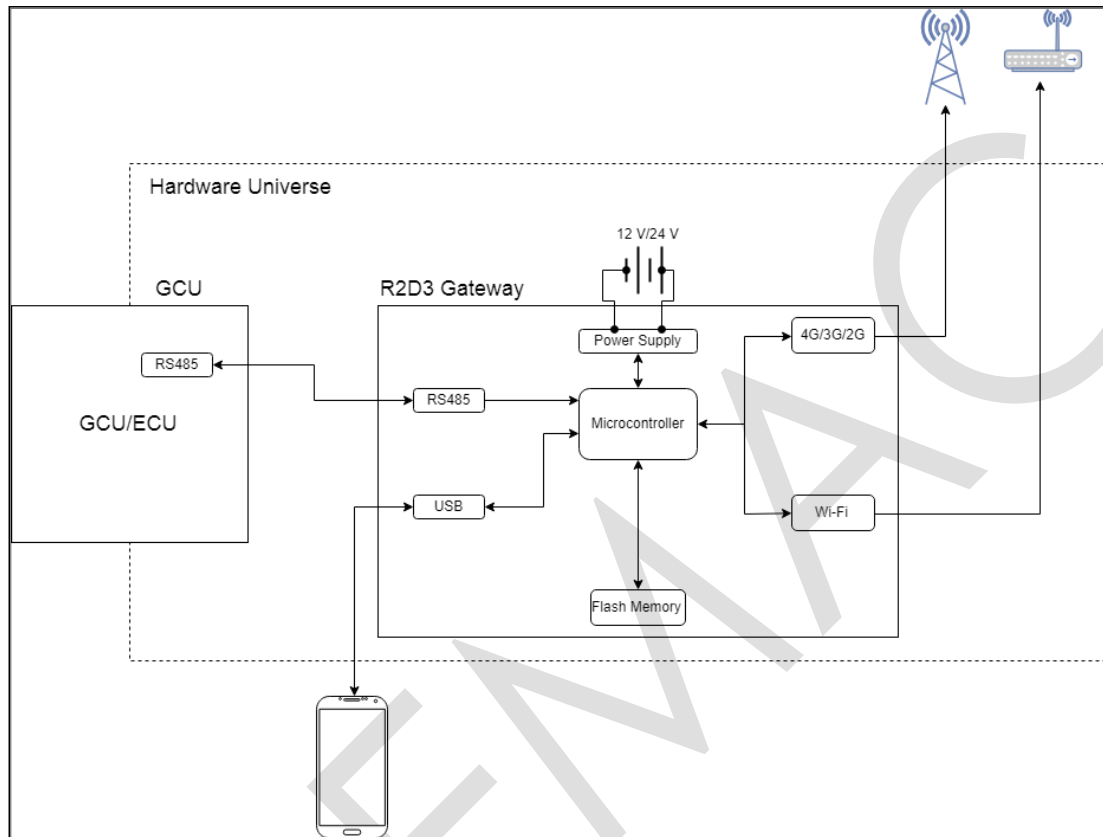 Hardware Universe
12 V/24 V
GCU
R2D3 Gateway
Power Supply
4G/3G/2G
RS485
RS485
Microcontroller
GCU/ECU
USB
Wi-Fi
Flash Memory
EMAC